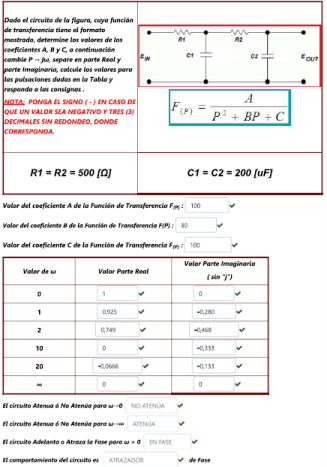 Dado el circuito de la figura, cuya función
de transferencia tiene el formato
mostrado, determine los valores de los
coeficientes A, B y C, a continuación
cambie P → jω, separe en parte Real y
parte Imaginaria, calcule los valores para
las pulsaciones dadas en la Tabla y
responda a las consignas .
NOTA: PONGA EL SIGNO ( - ) EN CASO DE
QUE UN VALOR SEA NEGATIVO Y TRES (3)
DECIMALES SIN REDONDEO, DONDE
CORRESPONDA.
R1 R2
E IN C1 C2 E OUT
F(P) = A / P² + BP + C
R1 = R2 = 500 [Ω] C1 = C2 = 200 [uF]
Valor del coeficiente A de la Función de Transferencia F(P) : 100
Valor del coeficiente B de la Función de Transferencia F(P) : 30
Valor del coeficiente C de la Función de Transferencia F(P) : 100
Valor de ω Valor Parte Real Valor Parte Imaginaria
( sin "j")
0 1 0
1 0,925 -0,280
2 0,749 -0,468
10 0 -0,333
20 -0,0666 -0,133
∞ 0 0
El circuito Atenua ó No Atenúa para ω→0 NO ATENÚA
El circuito Atenua ó No Atenúa para ω→∞ ATENÚA
El circuito Adelanta o Atraza la Fase para ω = 0 EN FASE
El comportamiento del circuito es ATRAZADOR de Fase